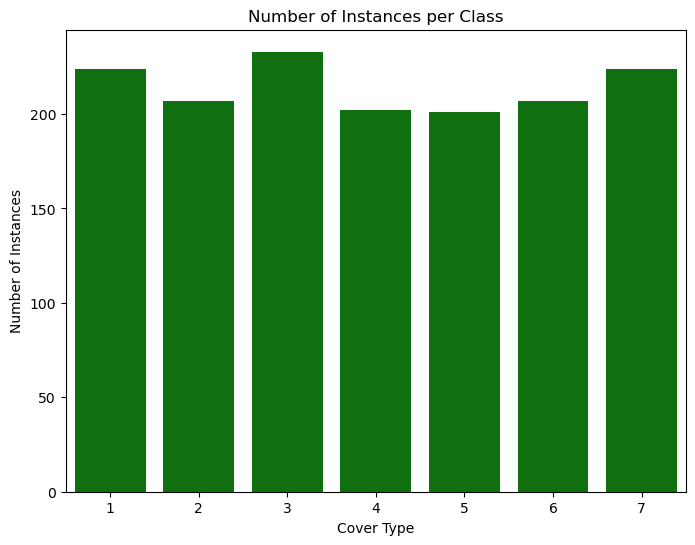 Number of Instances per Class
Number of Instances
200
150
100
50
0
1 2 3 4 5 6 7
Cover Type